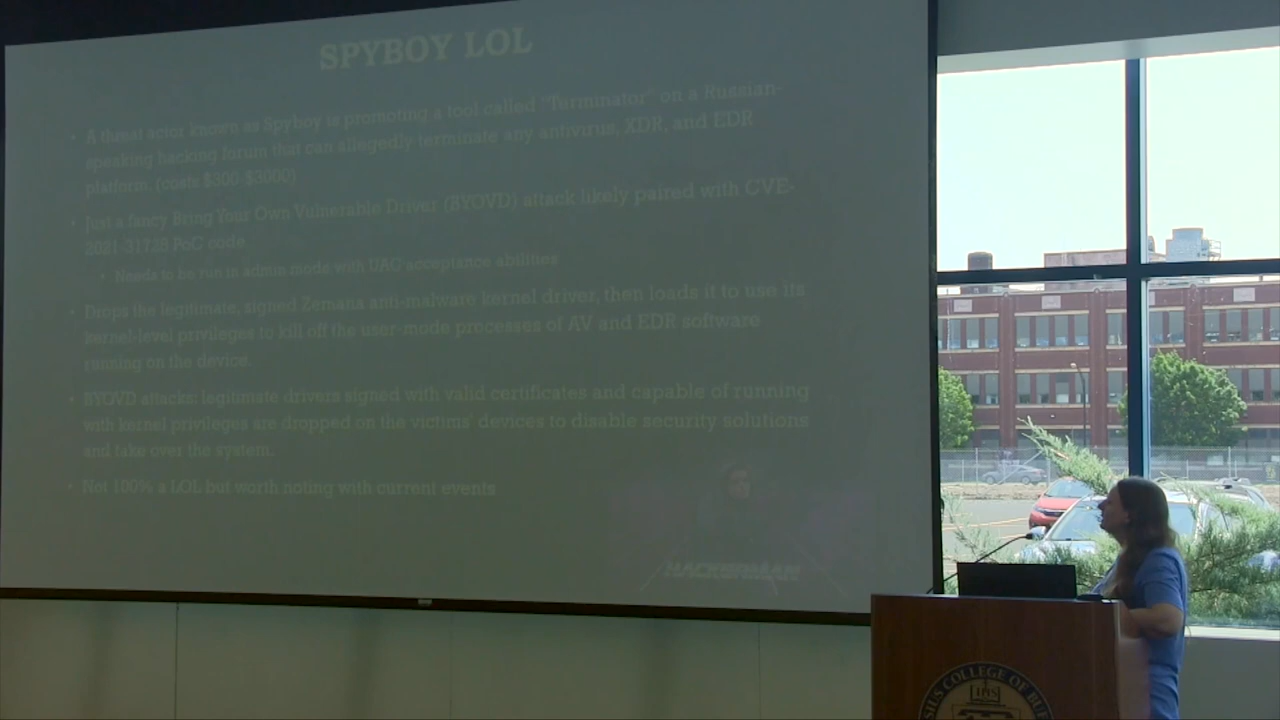 SPYBOY LOL
• A threat actor known as Spyboy is promoting a tool called "Terminator" on a Russian-
speaking hacking forum that can allegedly terminate any antivirus, XDR, and EDR
platform. (costs $300-$3000)
• Just a fancy Bring Your Own Vulnerable Driver (BYOVD) attack likely paired with CVE-
2021-31728 PoC code
• Needs to be run in admin mode with UAC acceptance abilities
• Drops the legitimate, signed Zemana anti-malware kernel driver, then loads it to use its
kernel-level privileges to kill off the user-mode processes of AV and EDR software
running on the device.
• BYOVD attacks: legitimate drivers signed with valid certificates and capable of running
with kernel privileges are dropped on the victims' devices to disable security solutions
and take over the system.
• Not 100% a LOL but worth noting with current events
HACKERMAN
SIUS COLLEGE OF BUF
IHS